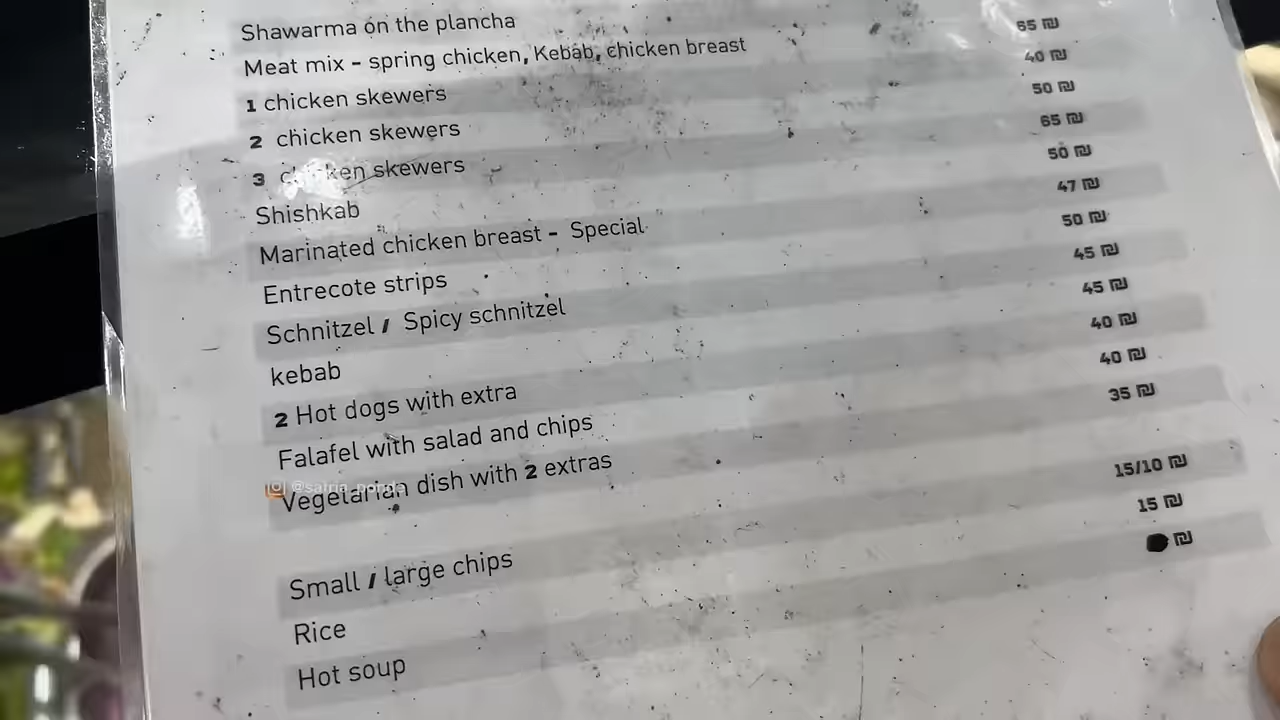 Shawarma on the plancha
Meat mix - spring chicken, Kebab, chicken breast 65 ₪
1 chicken skewers 40 ₪
2 chicken skewers 50 ₪
3 chicken skewers 65 ₪
Shishkab 50 ₪
Marinated chicken breast - Special 47 ₪
Entrecote strips 50 ₪
Schnitzel / Spicy schnitzel 45 ₪
kebab 45 ₪
2 Hot dogs with extra 40 ₪
Falafel with salad and chips 40 ₪
Vegetarian dish with 2 extras 35 ₪
Small / large chips 15/10 ₪
Rice 15 ₪
Hot soup ₪